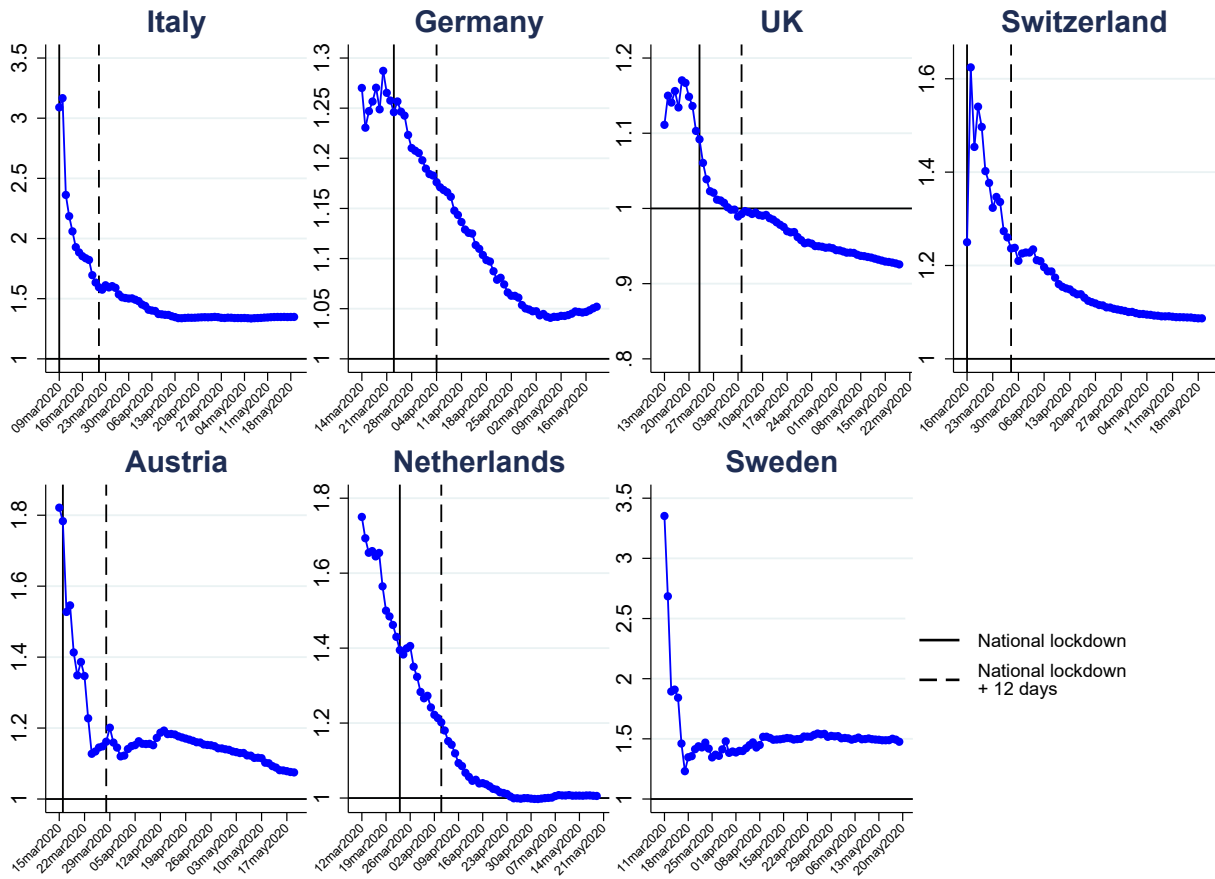 Italy
3.5
3
2.5
2
1.5
1
09mar2020
16mar2020
23mar2020
30mar2020
06apr2020
13apr2020
20apr2020
27apr2020
04may2020
11may2020
18may2020
Germany
1.3
1.25
1.2
1.15
1.1
1.05
1
14mar2020
21mar2020
28mar2020
04apr2020
11apr2020
18apr2020
25apr2020
02may2020
09may2020
16may2020
UK
1.2
1.1
1
.9
.8
13mar2020
20mar2020
27mar2020
03apr2020
10apr2020
17apr2020
24apr2020
01may2020
08may2020
15may2020
22may2020
Switzerland
1.6
1.4
1.2
1
16mar2020
23mar2020
30mar2020
06apr2020
13apr2020
20apr2020
27apr2020
04may2020
11may2020
18may2020
Austria
1.8
1.6
1.4
1.2
1
15mar2020
22mar2020
29mar2020
05apr2020
12apr2020
19apr2020
26apr2020
03may2020
10may2020
17may2020
Netherlands
1.8
1.6
1.4
1.2
1
12mar2020
19mar2020
26mar2020
02apr2020
09apr2020
16apr2020
23apr2020
30apr2020
07may2020
14may2020
21may2020
Sweden
3.5
3
2.5
2
1.5
1
11mar2020
18mar2020
25mar2020
01apr2020
08apr2020
15apr2020
22apr2020
29apr2020
06may2020
13may2020
20may2020
National lockdown
National lockdown
+ 12 days